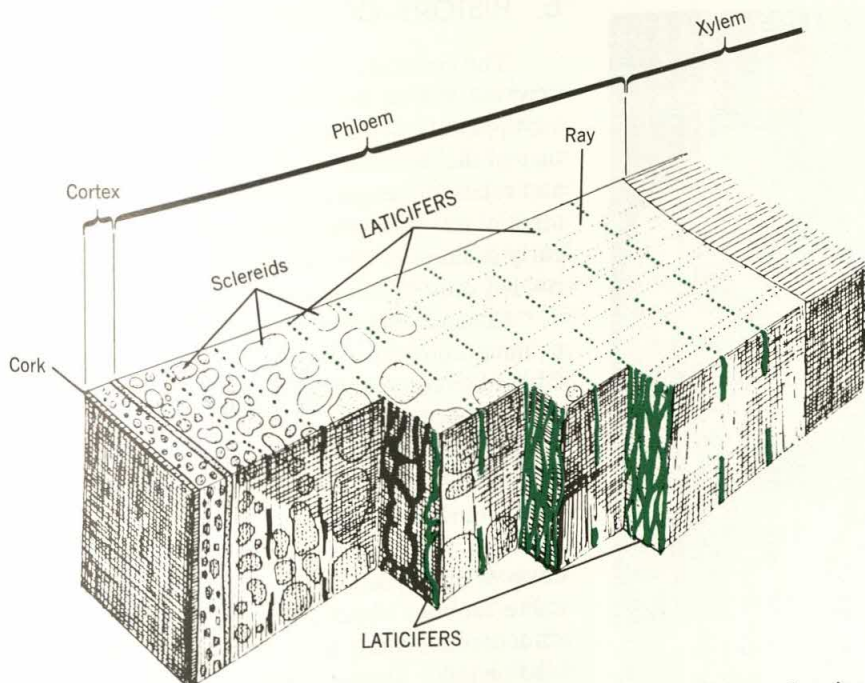 Xylem
Phloem
Ray
Cortex
LATICIFERS
Sclereids
Cork
LATICIFERS